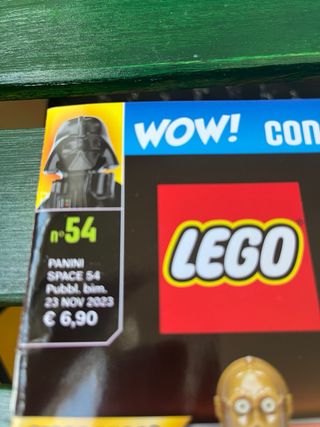 WOW! CON
n°54
PANINI
SPACE 54
Pubbl. bim.
23 NOV 2023
€ 6,90
LEGO